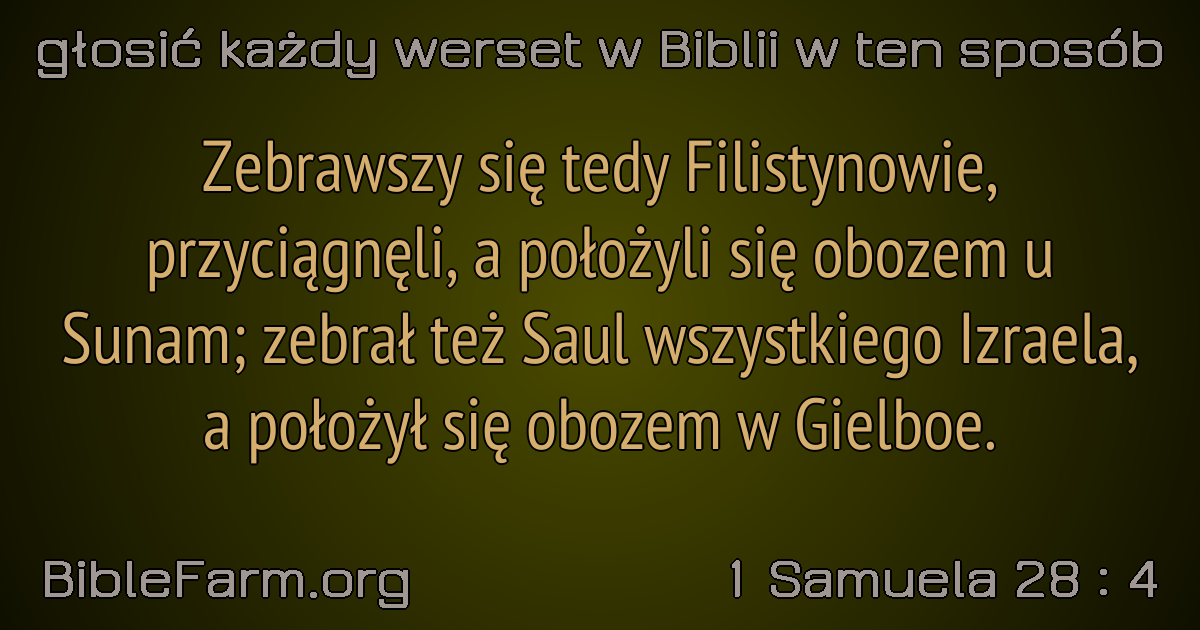 głosić każdy werset w Biblii w ten sposób
Zebrawszy się tedy Filistynowie,
przyciągnęli, a położyli się obozem u
Sunam; zebrał też Saul wszystkiego Izraela,
a położył się obozem w Gielboe.
BibleFarm.org
1 Samuela 28 : 4